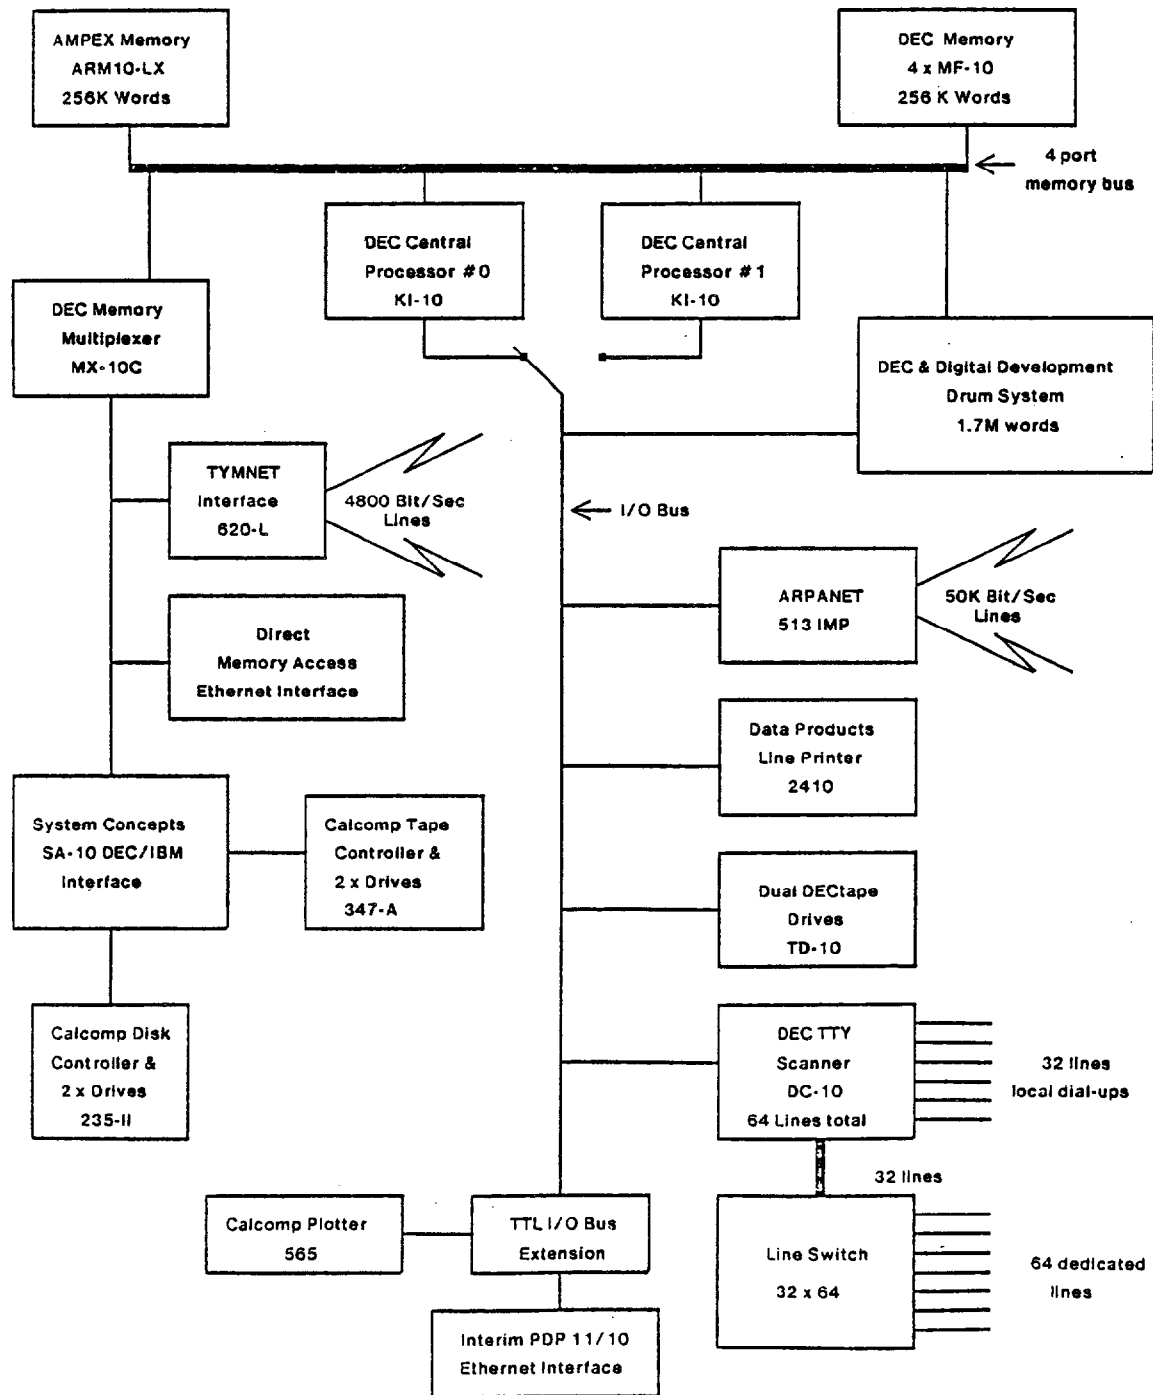 AMPEX Memory
ARM10-LX
256K Words
DEC Memory
4 x MF-10
256 K Words
4 port
memory bus
DEC Central
Processor #0
KI-10
DEC Central
Processor #1
KI-10
DEC Memory
Multiplexer
MX-10C
DEC & Digital Development
Drum System
1.7M words
TYMNET
Interface
620-L
4800 Bit/Sec
Lines
I/O Bus
ARPANET
513 IMP
50K Bit/Sec
Lines
Direct
Memory Access
Ethernet Interface
Data Products
Line Printer
2410
System Concepts
SA-10 DEC/IBM
Interface
Calcomp Tape
Controller &
2 x Drives
347-A
Dual DECtape
Drives
TD-10
Calcomp Disk
Controller &
2 x Drives
235-II
DEC TTY
Scanner
DC-10
64 Lines total
32 lines
local dial-ups
32 lines
Calcomp Plotter
565
TTL I/O Bus
Extension
Line Switch
32 x 64
64 dedicated
lines
Interim PDP 11/10
Ethernet Interface